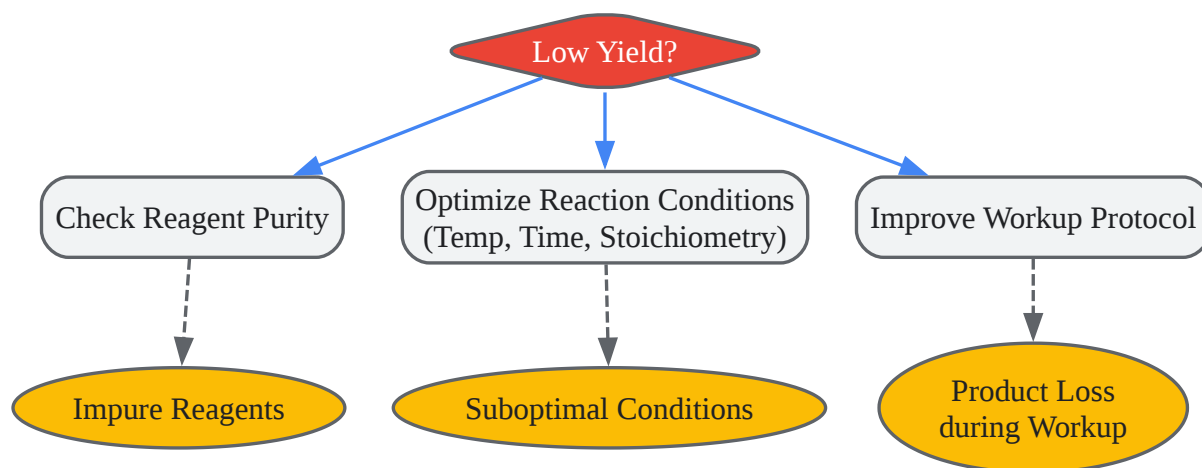 Low Yield?
Check Reagent Purity
Optimize Reaction Conditions
(Temp, Time, Stoichiometry)
Improve Workup Protocol
Impure Reagents
Suboptimal Conditions
Product Loss
during Workup